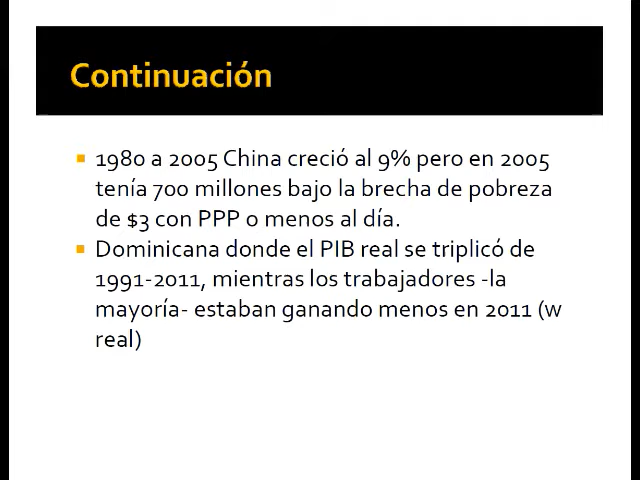 Continuación
1980 a 2005 China creció al 9% pero en 2005
tenía 700 millones bajo la brecha de pobreza
de $3 con PPP o menos al día.
Dominicana donde el PIB real se triplicó de
1991-2011, mientras los trabajadores -la
mayoría- estaban ganando menos en 2011 (w
real)